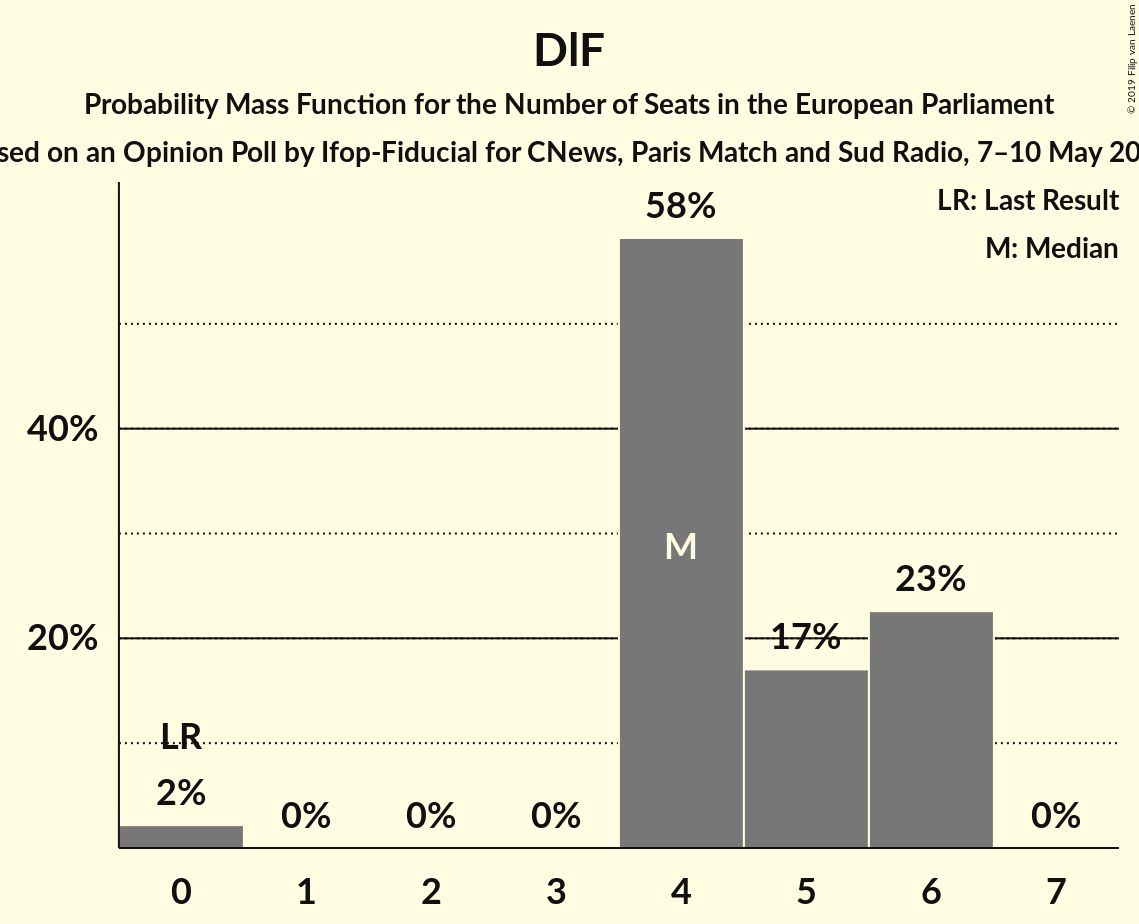 DlF
Probability Mass Function for the Number of Seats in the European Parliament
sed on an Opinion Poll by Ifop-Fiducial for CNews, Paris Match and Sud Radio, 7–10 May 20
© 2019 Filip van Laenen
LR: Last Result
M: Median
58%
40%
M
23%
20%
17%
LR
2%
0%
0%
0%
0%
0 1 2 3 4 5 6 7